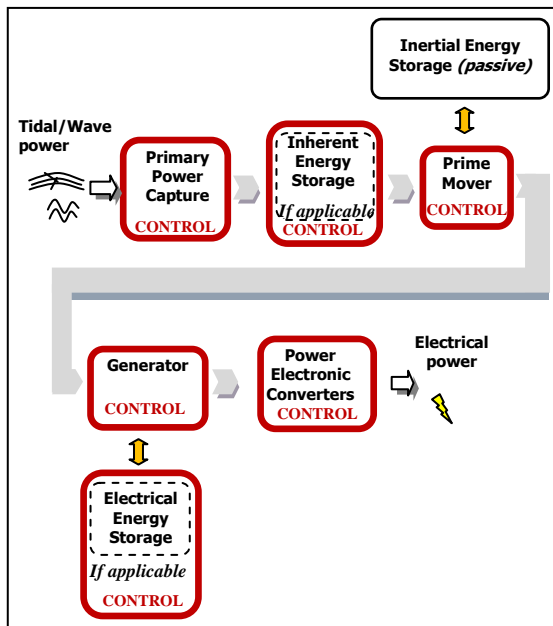 Inertial Energy
Storage (passive)
Tidal/Wave
power
Primary
Power
Capture
CONTROL
Inherent
Energy
Storage
If applicable
CONTROL
Prime
Mover
CONTROL
Generator
CONTROL
Power
Electronic
Converters
CONTROL
Electrical
power
Electrical
Energy
Storage
If applicable
CONTROL